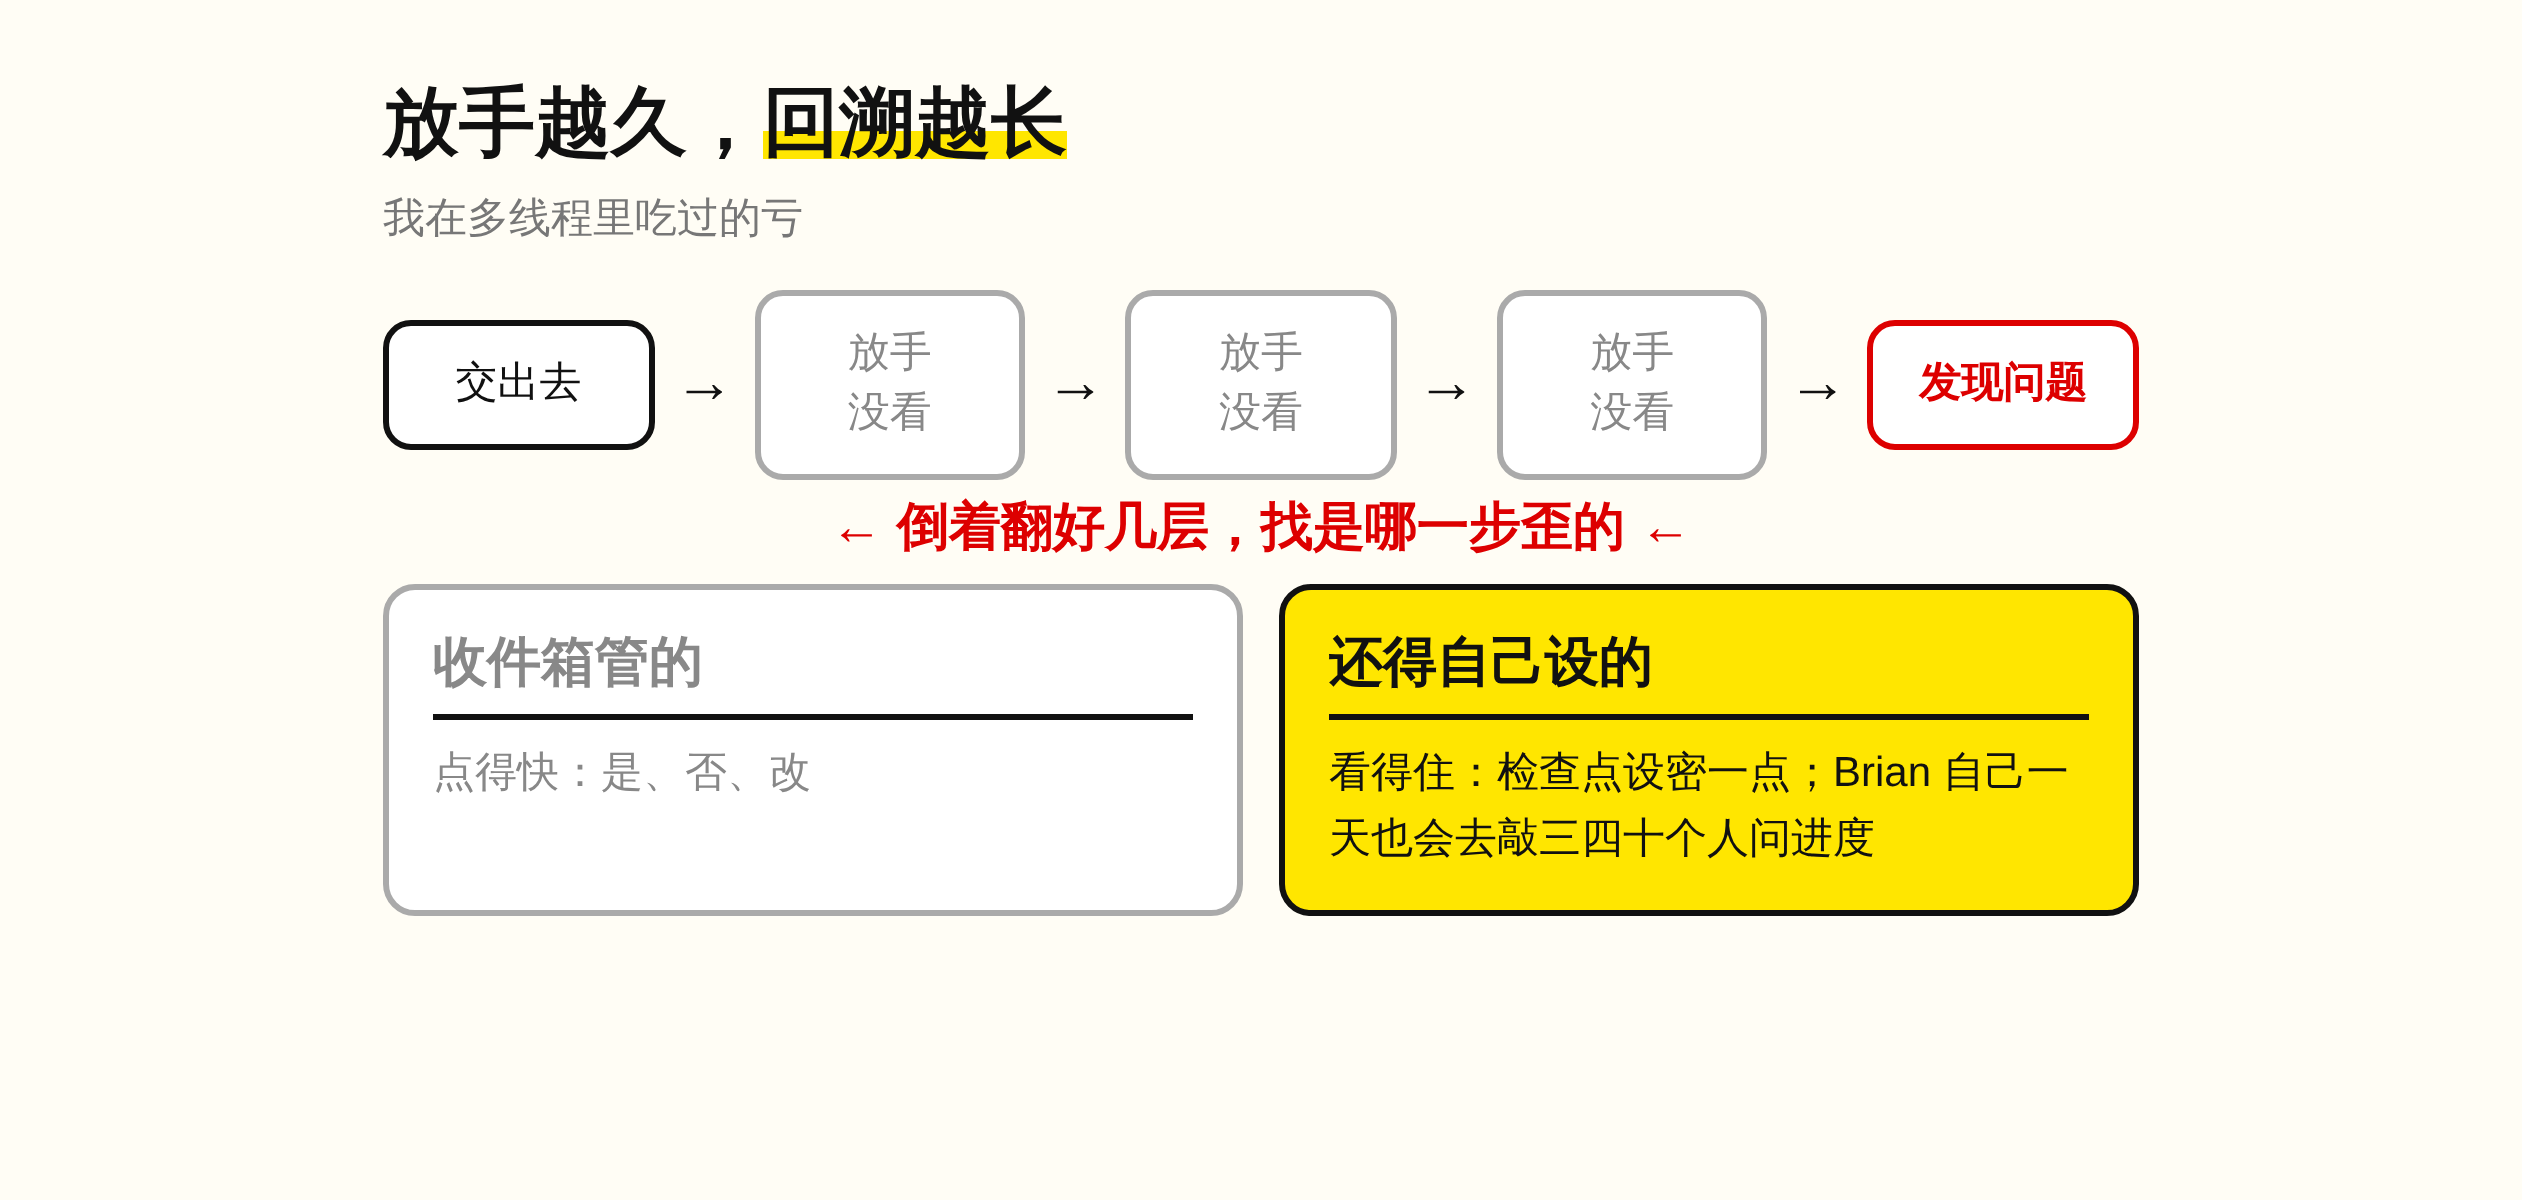 放手越久，回溯越长
我在多线程里吃过的亏
交出去
→
放手
没看
→
放手
没看
→
放手
没看
→
发现问题
← 倒着翻好几层，找是哪一步歪的 ←
收件箱管的
点得快：是、否、改
还得自己设的
看得住：检查点设密一点；Brian 自己一
天也会去敲三四十个人问进度